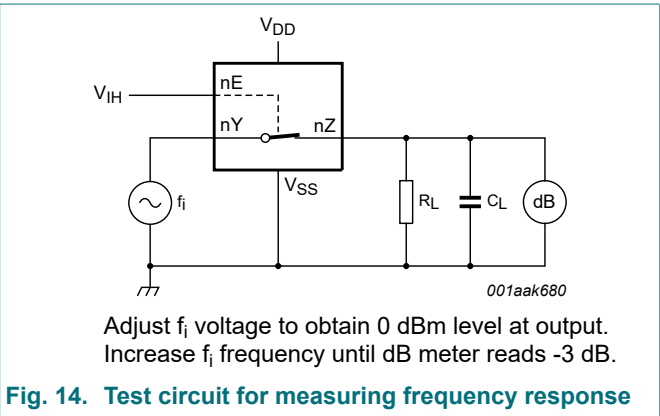 VDD
nE
VIH
nY
nZ
VSS
fi
RL
CL
dB
001aak680
Adjust fi voltage to obtain 0 dBm level at output.
Increase fi frequency until dB meter reads -3 dB.
Fig. 14. Test circuit for measuring frequency response